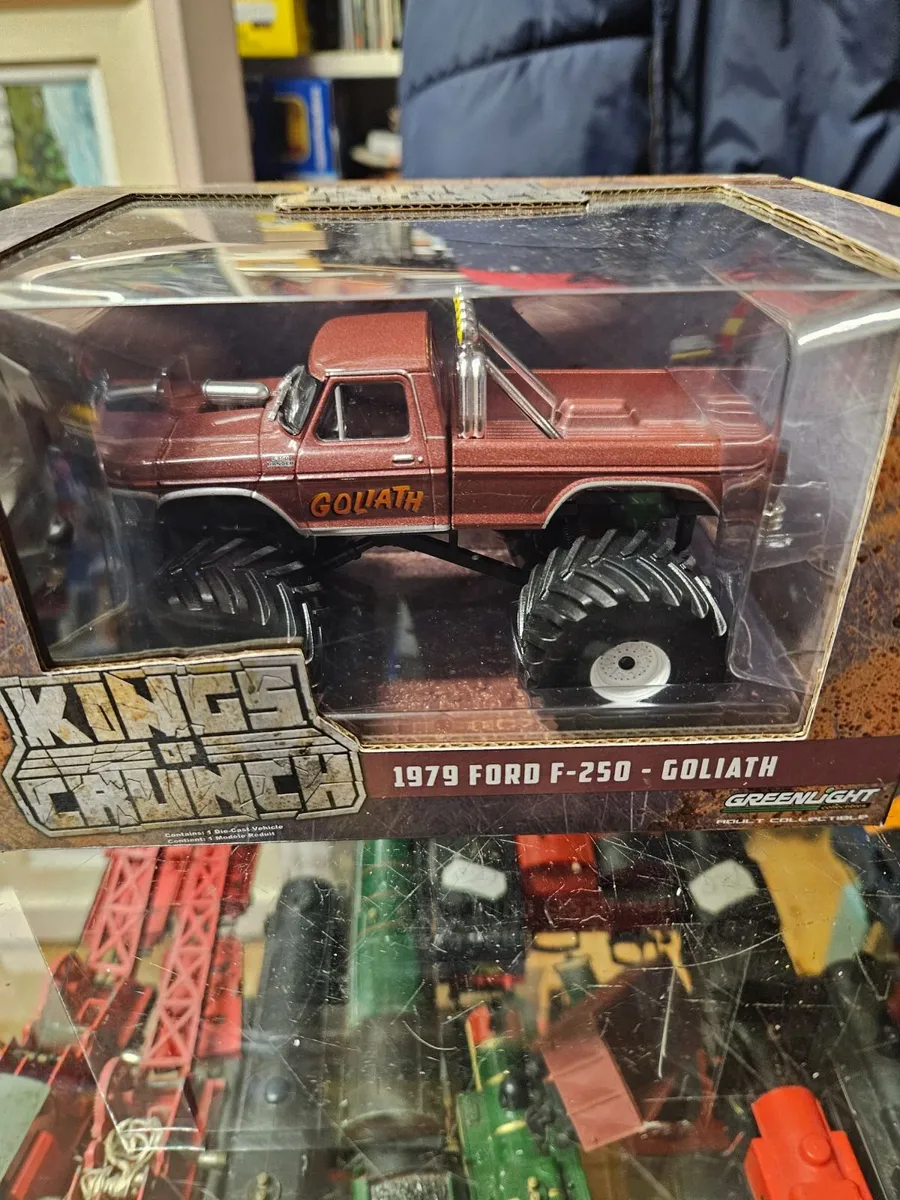 GOLIATH
KINGS
OF
CRUNCH
1979 FORD F-250 - GOLIATH
GREENLIGHT
ADULT COLLECTIBLE
Contains: 1 Die-Cast Vehicle
Contient: 1 Modèle Réduit